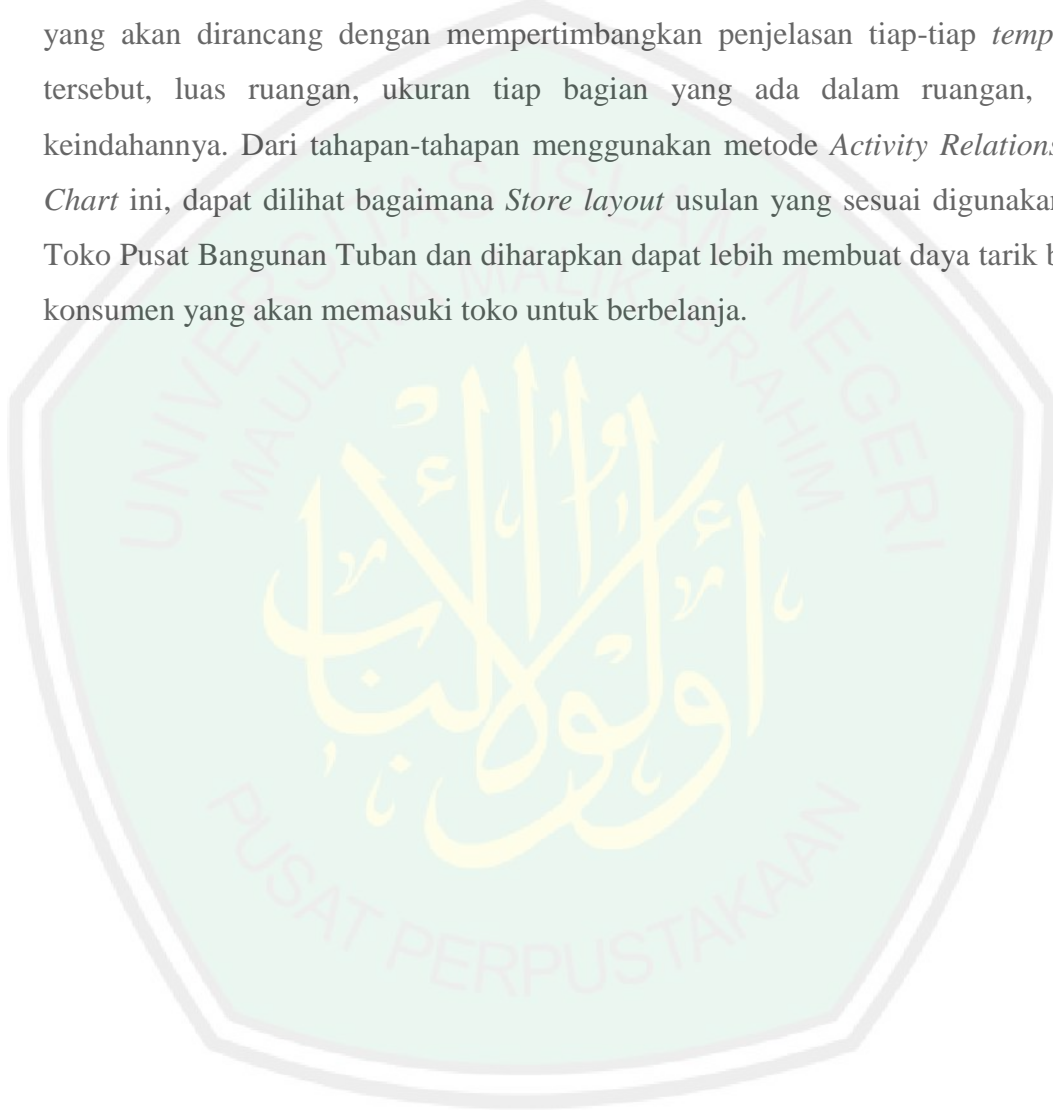 yang akan dirancang dengan mempertimbangkan penjelasan tiap-tiap temp
tersebut, luas ruangan, ukuran tiap bagian yang ada dalam ruangan,
keindahannya. Dari tahapan-tahapan menggunakan metode Activity Relations
Chart ini, dapat dilihat bagaimana Store layout usulan yang sesuai digunakan
Toko Pusat Bangunan Tuban dan diharapkan dapat lebih membuat daya tarik b
konsumen yang akan memasuki toko untuk berbelanja.
UNIVERSITAS ISLAM NEGERI
MAULANA MALIK IBRAHIM
أولوا الألباب
PUSAT PERPUSTAKAAN